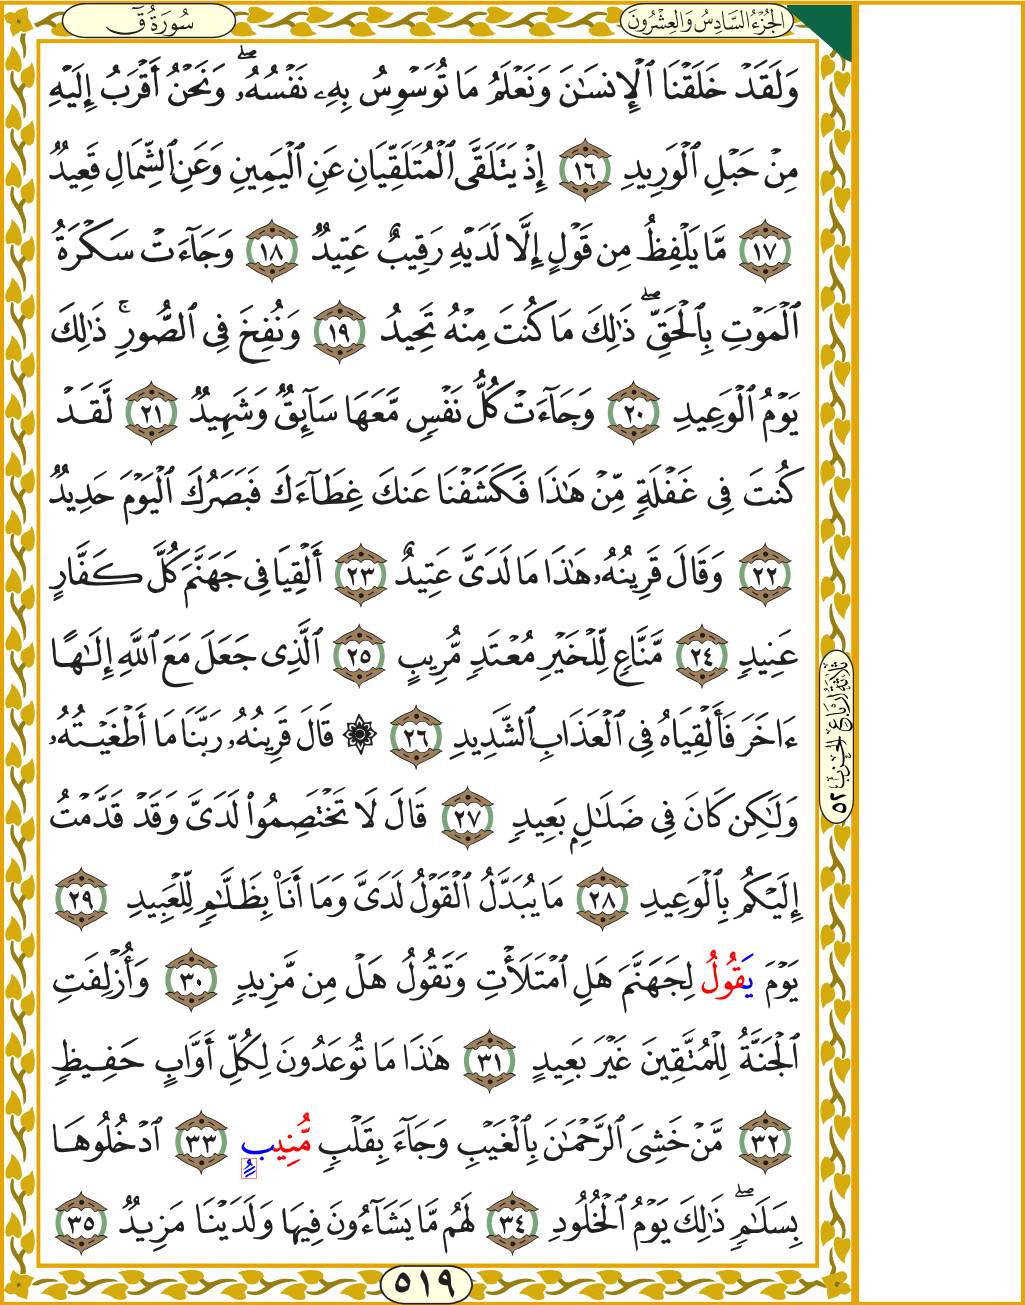 سُورَةُ قٓ
الجُزْءُ السَّادِسُ وَالعِشْرُونَ
وَلَقَدْ خَلَقْنَا ٱلْإِنسَٰنَ وَنَعْلَمُ مَا تُوَسْوِسُ بِهِۦ نَفْسُهُۥۖ وَنَحْنُ أَقْرَبُ إِلَيْهِ
مِنْ حَبْلِ ٱلْوَرِيدِ ١٦ إِذْ يَتَلَقَّى ٱلْمُتَلَقِّيَانِ عَنِ ٱلْيَمِينِ وَعَنِ ٱلشِّمَالِ قَعِيدٌ
١٧ مَّا يَلْفِظُ مِن قَوْلٍ إِلَّا لَدَيْهِ رَقِيبٌ عَتِيدٌ ١٨ وَجَآءَتْ سَكْرَةُ
ٱلْمَوْتِ بِٱلْحَقِّۖ ذَٰلِكَ مَا كُنتَ مِنْهُ تَحِيدُ ١٩ وَنُفِخَ فِى ٱلصُّورِۚ ذَٰلِكَ
يَوْمُ ٱلْوَعِيدِ ٢٠ وَجَآءَتْ كُلُّ نَفْسٍ مَّعَهَا سَآئِقٌ وَشَهِيدٌ ٢١ لَّقَدْ
كُنتَ فِى غَفْلَةٍ مِّنْ هَٰذَا فَكَشَفْنَا عَنكَ غِطَآءَكَ فَبَصَرُكَ ٱلْيَوْمَ حَدِيدٌ
٢٢ وَقَالَ قَرِينُهُۥ هَٰذَا مَا لَدَىَّ عَتِيدٌ ٢٣ أَلْقِيَا فِى جَهَنَّمَ كُلَّ كَفَّارٍ
عَنِيدٍ ٢٤ مَّنَّاعٍ لِّلْخَيْرِ مُعْتَدٍ مُّرِيبٍ ٢٥ ٱلَّذِى جَعَلَ مَعَ ٱللَّهِ إِلَٰهًا
ءَاخَرَ فَأَلْقِيَاهُ فِى ٱلْعَذَابِ ٱلشَّدِيدِ ٢٦ ۞ قَالَ قَرِينُهُۥ رَبَّنَا مَآ أَطْغَيْتُهُۥ
وَلَٰكِن كَانَ فِى ضَلَٰلٍۭ بَعِيدٍ ٢٧ قَالَ لَا تَخْتَصِمُوا۟ لَدَىَّ وَقَدْ قَدَّمْتُ
إِلَيْكُم بِٱلْوَعِيدِ ٢٨ مَا يُبَدَّلُ ٱلْقَوْلُ لَدَىَّ وَمَآ أَنَا۠ بِظَلَّٰمٍ لِّلْعَبِيدِ ٢٩
يَوْمَ يَقُولُ لِجَهَنَّمَ هَلِ ٱمْتَلَأْتِ وَتَقُولُ هَلْ مِن مَّزِيدٍ ٣٠ وَأُزْلِفَتِ
ٱلْجَنَّةُ لِلْمُتَّقِينَ غَيْرَ بَعِيدٍ ٣١ هَٰذَا مَا تُوعَدُونَ لِكُلِّ أَوَّابٍ حَفِيظٍ
٣٢ مَّنْ خَشِىَ ٱلرَّحْمَٰنَ بِٱلْغَيْبِ وَجَآءَ بِقَلْبٍ مُّنِيبٍ ٣٣ ٱدْخُلُوهَا
بِسَلَٰمٍۖ ذَٰلِكَ يَوْمُ ٱلْخُلُودِ ٣٤ لَهُم مَّا يَشَآءُونَ فِيهَا وَلَدَيْنَا مَزِيدٌ ٣٥
ثَلَاثَةُ أَرْبَاعِ الحِزْبِ ٥٢
٥١٩